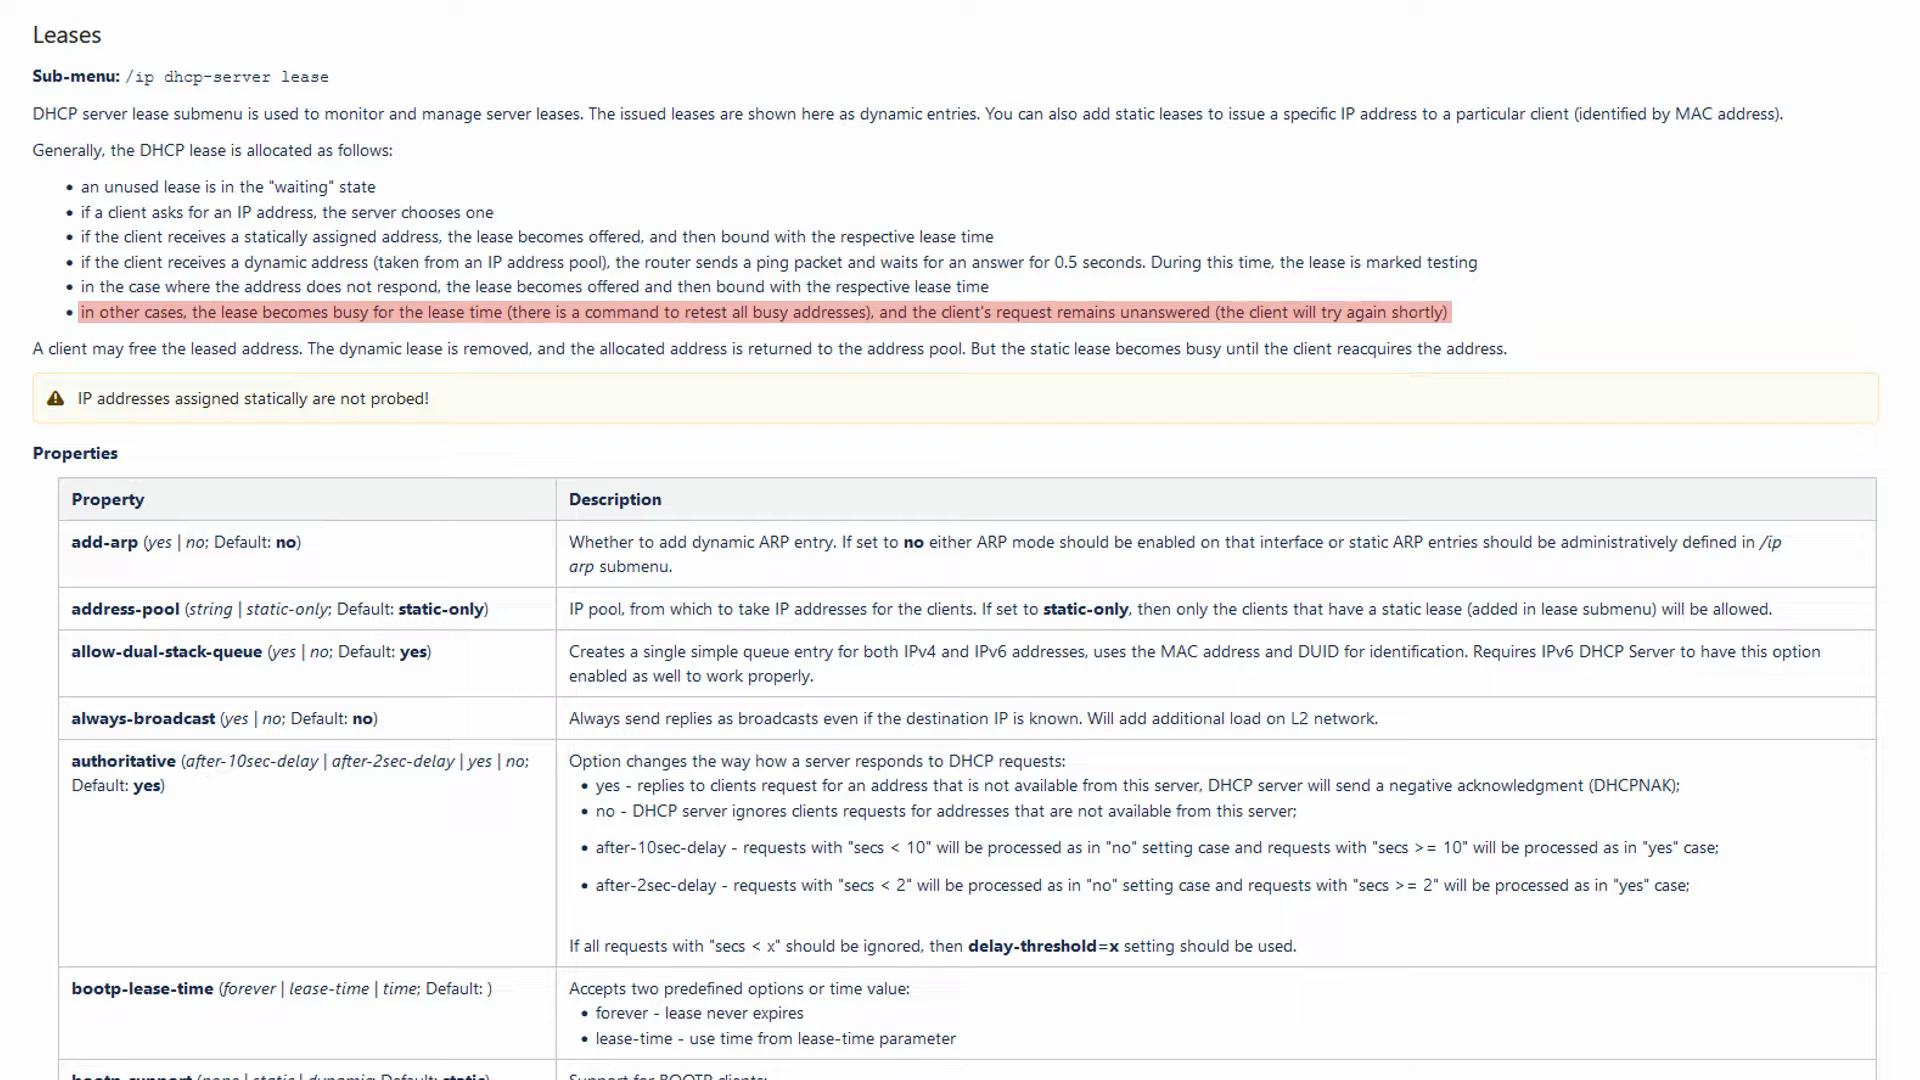 Leases
Sub-menu: /ip dhcp-server lease
DHCP server lease submenu is used to monitor and manage server leases. The issued leases are shown here as dynamic entries. You can also add static leases to issue a specific IP address to a particular client (identified by MAC address).
Generally, the DHCP lease is allocated as follows:
• an unused lease is in the "waiting" state
• if a client asks for an IP address, the server chooses one
• if the client receives a statically assigned address, the lease becomes offered, and then bound with the respective lease time
• if the client receives a dynamic address (taken from an IP address pool), the router sends a ping packet and waits for an answer for 0.5 seconds. During this time, the lease is marked testing
• in the case where the address does not respond, the lease becomes offered and then bound with the respective lease time
• in other cases, the lease becomes busy for the lease time (there is a command to retest all busy addresses), and the client's request remains unanswered (the client will try again shortly)
A client may free the leased address. The dynamic lease is removed, and the allocated address is returned to the address pool. But the static lease becomes busy until the client reacquires the address.
IP addresses assigned statically are not probed!
Properties
Property Description
add-arp (yes | no; Default: no)
Whether to add dynamic ARP entry. If set to no either ARP mode should be enabled on that interface or static ARP entries should be administratively defined in /ip
arp submenu.
address-pool (string | static-only; Default: static-only)
IP pool, from which to take IP addresses for the clients. If set to static-only, then only the clients that have a static lease (added in lease submenu) will be allowed.
allow-dual-stack-queue (yes | no; Default: yes)
Creates a single simple queue entry for both IPv4 and IPv6 addresses, uses the MAC address and DUID for identification. Requires IPv6 DHCP Server to have this option
enabled as well to work properly.
always-broadcast (yes | no; Default: no)
Always send replies as broadcasts even if the destination IP is known. Will add additional load on L2 network.
authoritative (after-10sec-delay | after-2sec-delay | yes | no;
Default: yes)
Option changes the way how a server responds to DHCP requests:
• yes - replies to clients request for an address that is not available from this server, DHCP server will send a negative acknowledgment (DHCPNAK);
• no - DHCP server ignores clients requests for addresses that are not available from this server;
• after-10sec-delay - requests with "secs < 10" will be processed as in "no" setting case and requests with "secs >= 10" will be processed as in "yes" case;
• after-2sec-delay - requests with "secs < 2" will be processed as in "no" setting case and requests with "secs >= 2" will be processed as in "yes" case;
If all requests with "secs < x" should be ignored, then delay-threshold=x setting should be used.
bootp-lease-time (forever | lease-time | time; Default: )
Accepts two predefined options or time value:
• forever - lease never expires
• lease-time - use time from lease-time parameter
bootp-support (none | static | dynamic; Default: static)
Support for BOOTP clients: